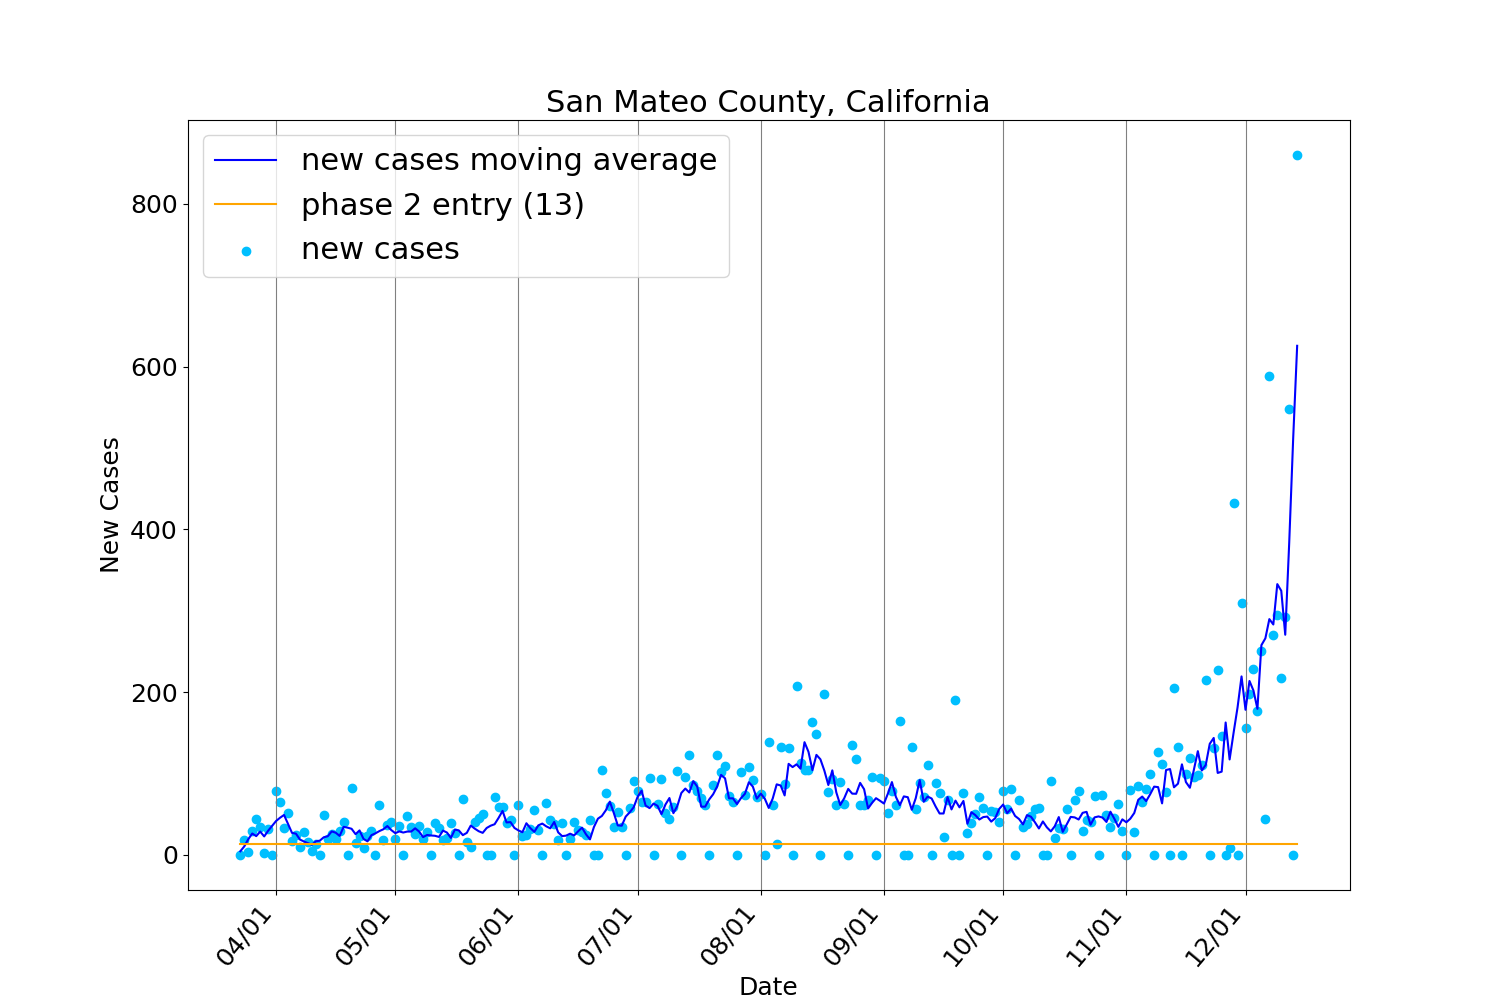 San Mateo County, California
new cases moving average
phase 2 entry (13)
new cases
800
600
400
200
0
New Cases
04/01
05/01
06/01
07/01
08/01
09/01
10/01
11/01
12/01
Date